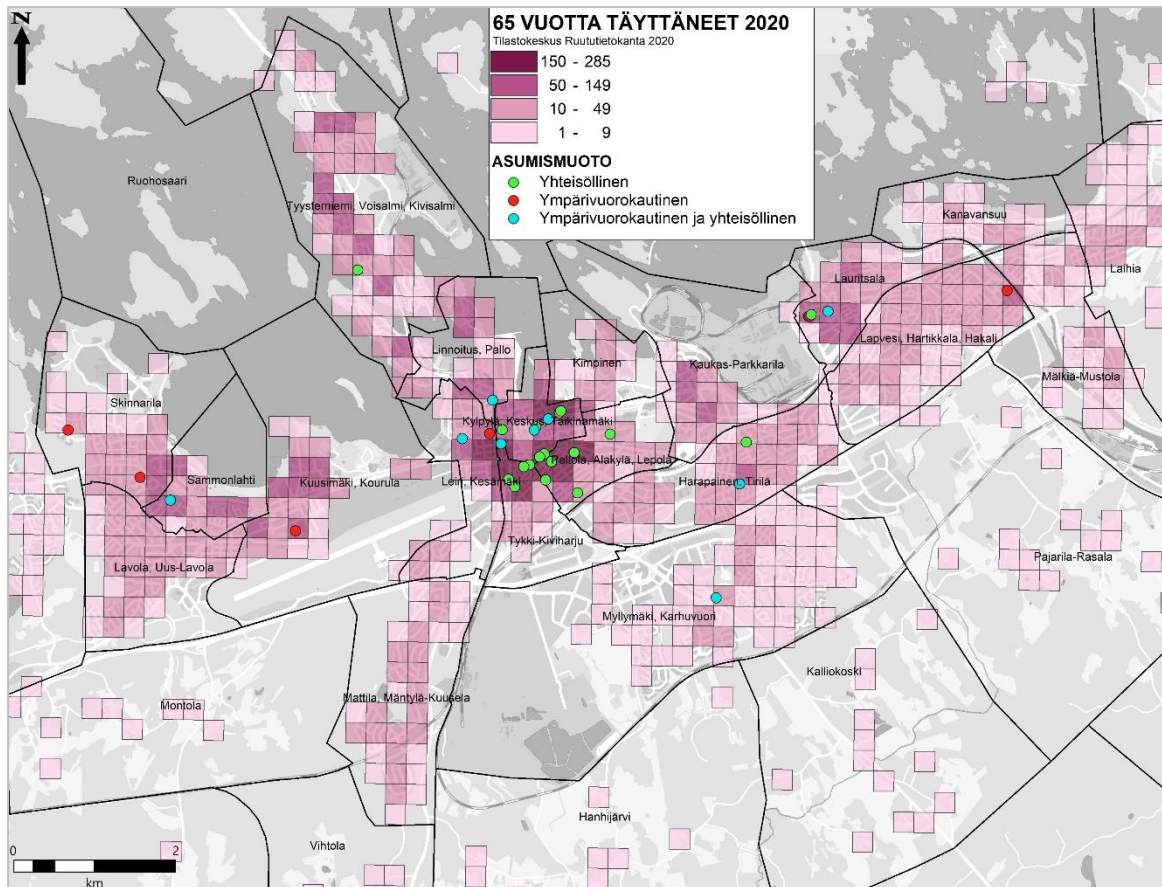 N
65 VUOTTA TÄYTTÄNEET 2020
Tilastokeskus Ruututietokanta 2020
150 - 285
50 - 149
10 - 49
1 - 9
ASUMISMUOTO
Yhteisöllinen
Ympärivuorokautinen
Ympärivuorokautinen ja yhteisöllinen
Ruohosaari
Tyysterniemi, Voisalmi, Kivisalmi
Kanavansuu
Lauritsala
Laihia
Linnoitus, Pallo
Kimpinen
Kaukas-Parkkarila
Lapvesi, Hartikkala, Hakali
Mälkiä-Mustola
Skinnarila
Kylpylä, Keskus, Taikinamäki
Peltola, Alakylä, Lepola
Sammonlahti
Kuusimäki, Kourula
Leiri, Kesämäki
Harapainen, Tirilä
Tykki-Kiviharju
Lavola, Uus-Lavola
Pajarila-Rasala
Myllymäki, Karhuvuori
Kalliokoski
Mattila, Mäntylä-Kuusela
Montola
Hanhijärvi
Vihtola
0 2
km